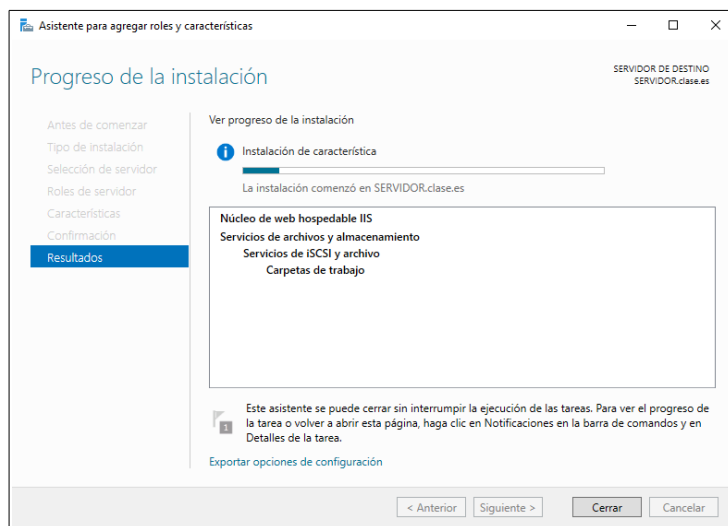 Asistente para agregar roles y características
Progreso de la instalación
SERVIDOR DE DESTINO
SERVIDOR.clase.es
Antes de comenzar
Tipo de instalación
Selección de servidor
Roles de servidor
Características
Confirmación
Resultados
Ver progreso de la instalación
Instalación de característica
La instalación comenzó en SERVIDOR.clase.es
Núcleo de web hospedable IIS
Servicios de archivos y almacenamiento
Servicios de iSCSI y archivo
Carpetas de trabajo
1
Este asistente se puede cerrar sin interrumpir la ejecución de las tareas. Para ver el progreso de
la tarea o volver a abrir esta página, haga clic en Notificaciones en la barra de comandos y en
Detalles de la tarea.
Exportar opciones de configuración
< Anterior
Siguiente >
Cerrar
Cancelar